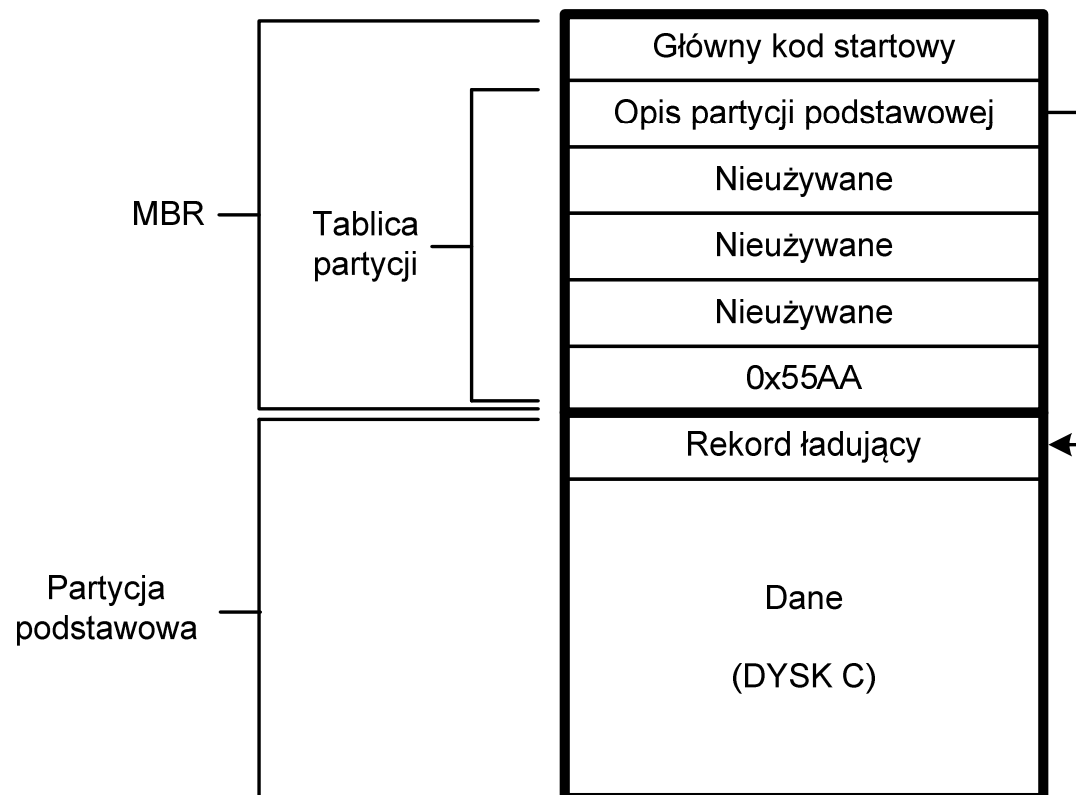 Główny kod startowy
Opis partycji podstawowej
Nieużywane
MBR
Tablica
partycji
Nieużywane
Nieużywane
0x55AA
Rekord ładujący
Partycja
podstawowa
Dane
(DYSK C)